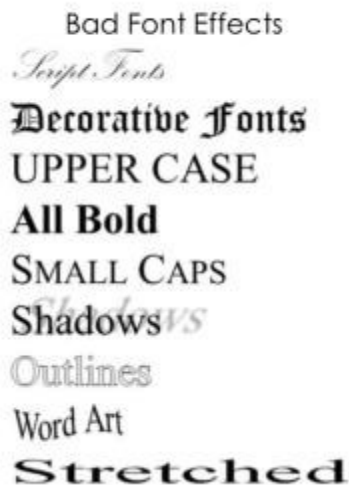 Bad Font Effects
Script Fonts
Decorative Fonts
UPPER CASE
All Bold
SMALL CAPS
Shadows
Outlines
Word Art
Stretched